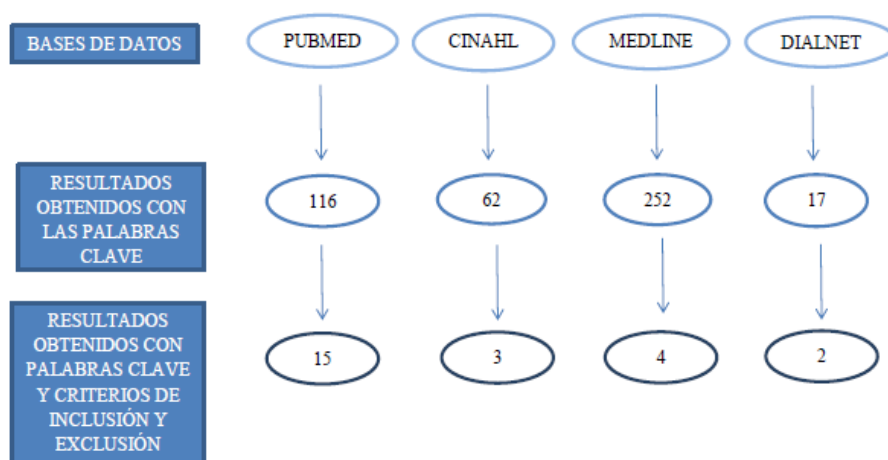 BASES DE DATOS
PUBMED
CINAHL
MEDLINE
DIALNET
RESULTADOS
OBTENIDOS CON
LAS PALABRAS
CLAVE
116
62
252
17
RESULTADOS
OBTENIDOS CON
PALABRAS CLAVE
Y CRITERIOS DE
INCLUSIÓN Y
EXCLUSIÓN
15
3
4
2